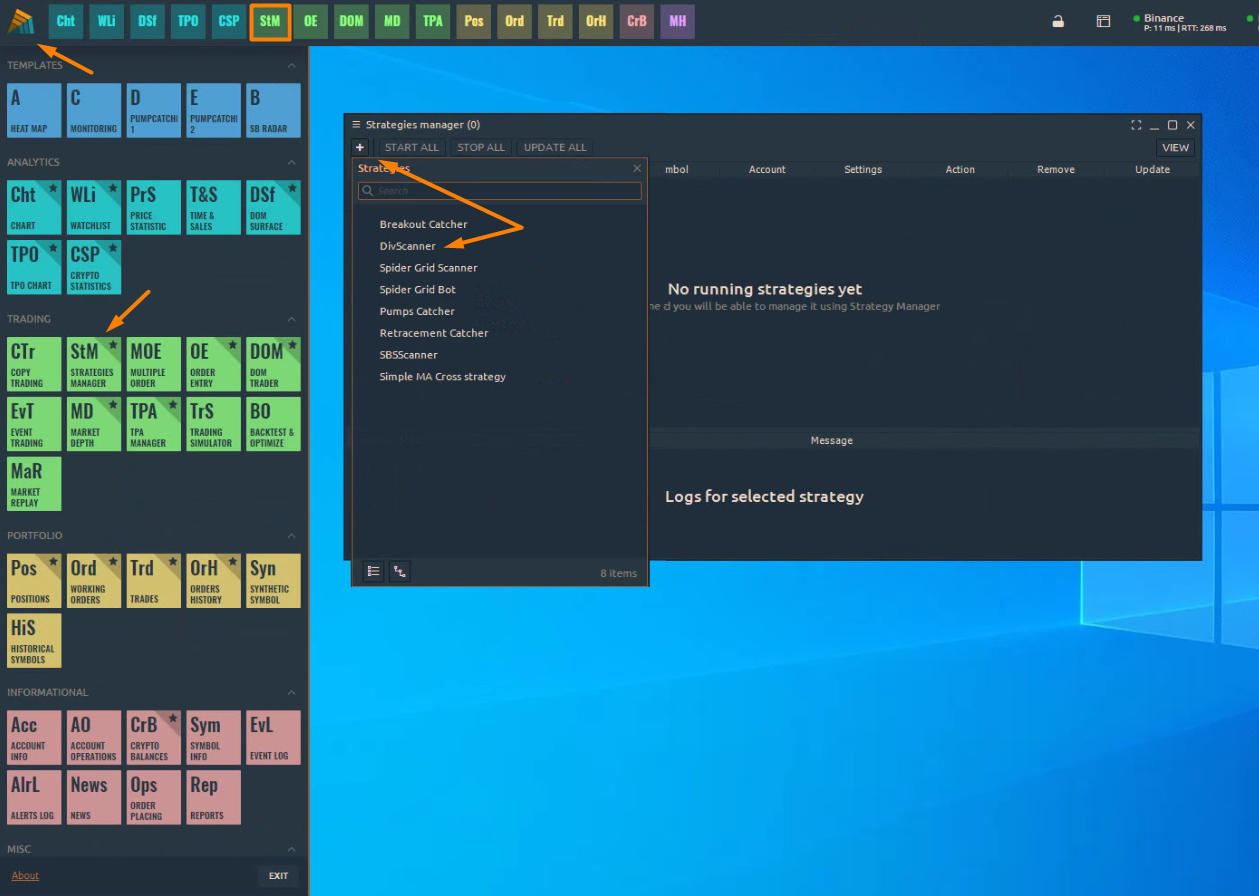 Cht WLi DSf TPO CSP StM OE DOM MD TPA Pos Ord Trd OrH CrB MH
Binance
P: 11 ms | RTT: 268 ms
TEMPLATES
A
HEAT MAP
C
MONITORING
D
PUMPCATCHI
1
E
PUMPCATCHI
2
B
SB RADAR
ANALYTICS
Cht
CHART
WLi
WATCHLIST
PrS
PRICE
STATISTIC
T&S
TIME &
SALES
DSf
DOM
SURFACE
TPO
TPO CHART
CSP
CRYPTO
STATISTICS
TRADING
CTr
COPY
TRADING
StM
STRATEGIES
MANAGER
MOE
MULTIPLE
ORDER
OE
ORDER
ENTRY
DOM
DOM
TRADER
EvT
EVENT
TRADING
MD
MARKET
DEPTH
TPA
TPA
MANAGER
TrS
TRADING
SIMULATOR
BO
BACKTEST &
OPTIMIZE
MaR
MARKET
REPLAY
PORTFOLIO
Pos
POSITIONS
Ord
WORKING
ORDERS
Trd
TRADES
OrH
ORDERS
HISTORY
Syn
SYNTHETIC
SYMBOL
HiS
HISTORICAL
SYMBOLS
INFORMATIONAL
Acc
ACCOUNT
INFO
AO
ACCOUNT
OPERATIONS
CrB
CRYPTO
BALANCES
Sym
SYMBOL
INFO
EvL
EVENT LOG
AlrL
ALERTS LOG
News
NEWS
Ops
ORDER
PLACING
Rep
REPORTS
MISC
About
EXIT
Strategies manager (0)
+ START ALL STOP ALL UPDATE ALL VIEW
Strategies
Search
Breakout Catcher
DivScanner
Spider Grid Scanner
Spider Grid Bot
Pumps Catcher
Retracement Catcher
SBSScanner
Simple MA Cross strategy
8 items
mbol Account Settings Action Remove Update
No running strategies yet
you will be able to manage it using Strategy Manager
Message
Logs for selected strategy